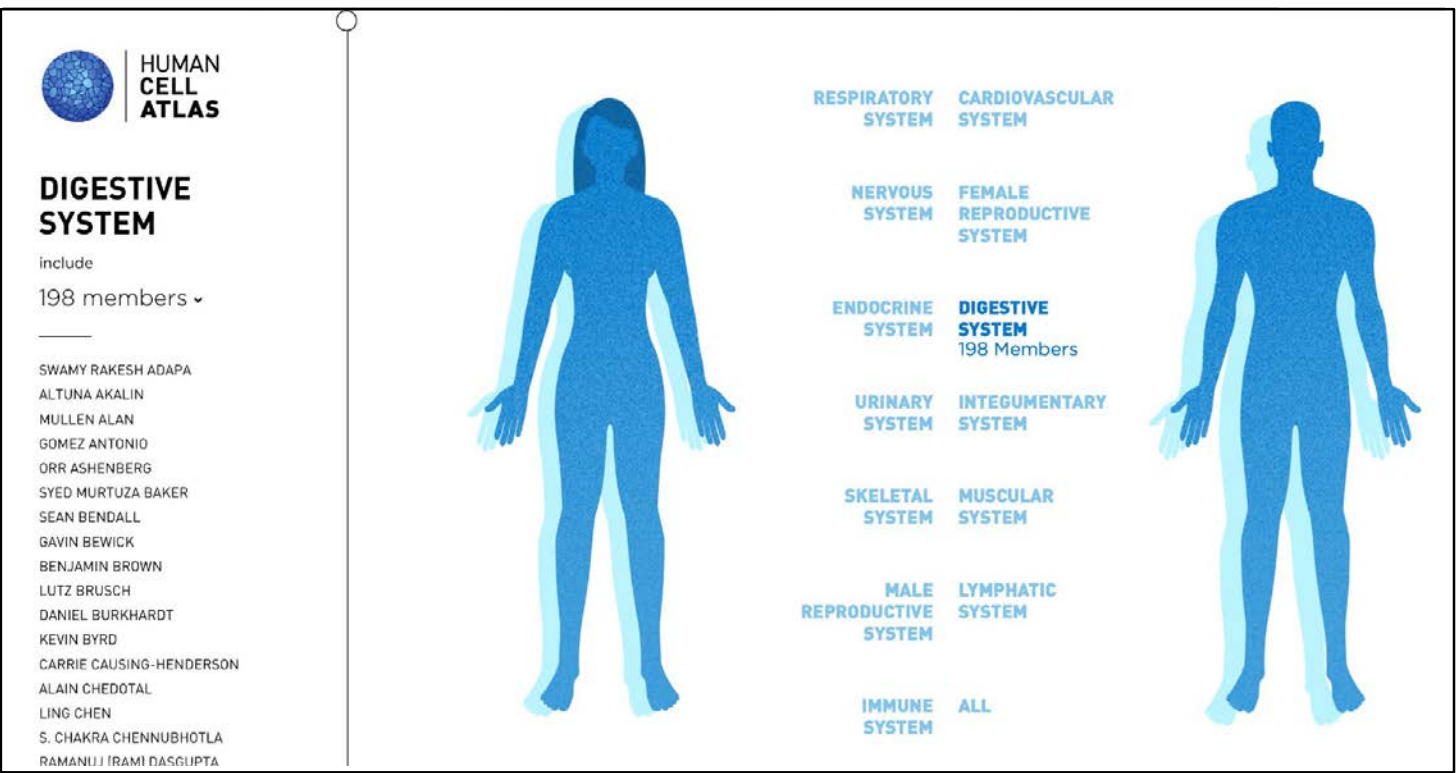 HUMAN
CELL
ATLAS
DIGESTIVE
SYSTEM
include
198 members
SWAMY RAKESH ADAPA
ALTUNA AKALIN
MULLEN ALAN
GOMEZ ANTONIO
ORR ASHENBERG
SYED MURTUZA BAKER
SEAN BENDALL
GAVIN BEWICK
BENJAMIN BROWN
LUTZ BRUSCH
DANIEL BURKHARDT
KEVIN BYRD
CARRIE CAUSING-HENDERSON
ALAIN CHEDOTAL
LING CHEN
S. CHAKRA CHENNUBHOTLA
RAMANUJ (RAM) DASGUPTA
RESPIRATORY
SYSTEM
CARDIOVASCULAR
SYSTEM
NERVOUS
SYSTEM
FEMALE
REPRODUCTIVE
SYSTEM
ENDOCRINE
SYSTEM
DIGESTIVE
SYSTEM
198 Members
URINARY
SYSTEM
INTEGUMENTARY
SYSTEM
SKELETAL
SYSTEM
MUSCULAR
SYSTEM
MALE
REPRODUCTIVE
SYSTEM
LYMPHATIC
SYSTEM
IMMUNE
SYSTEM
ALL